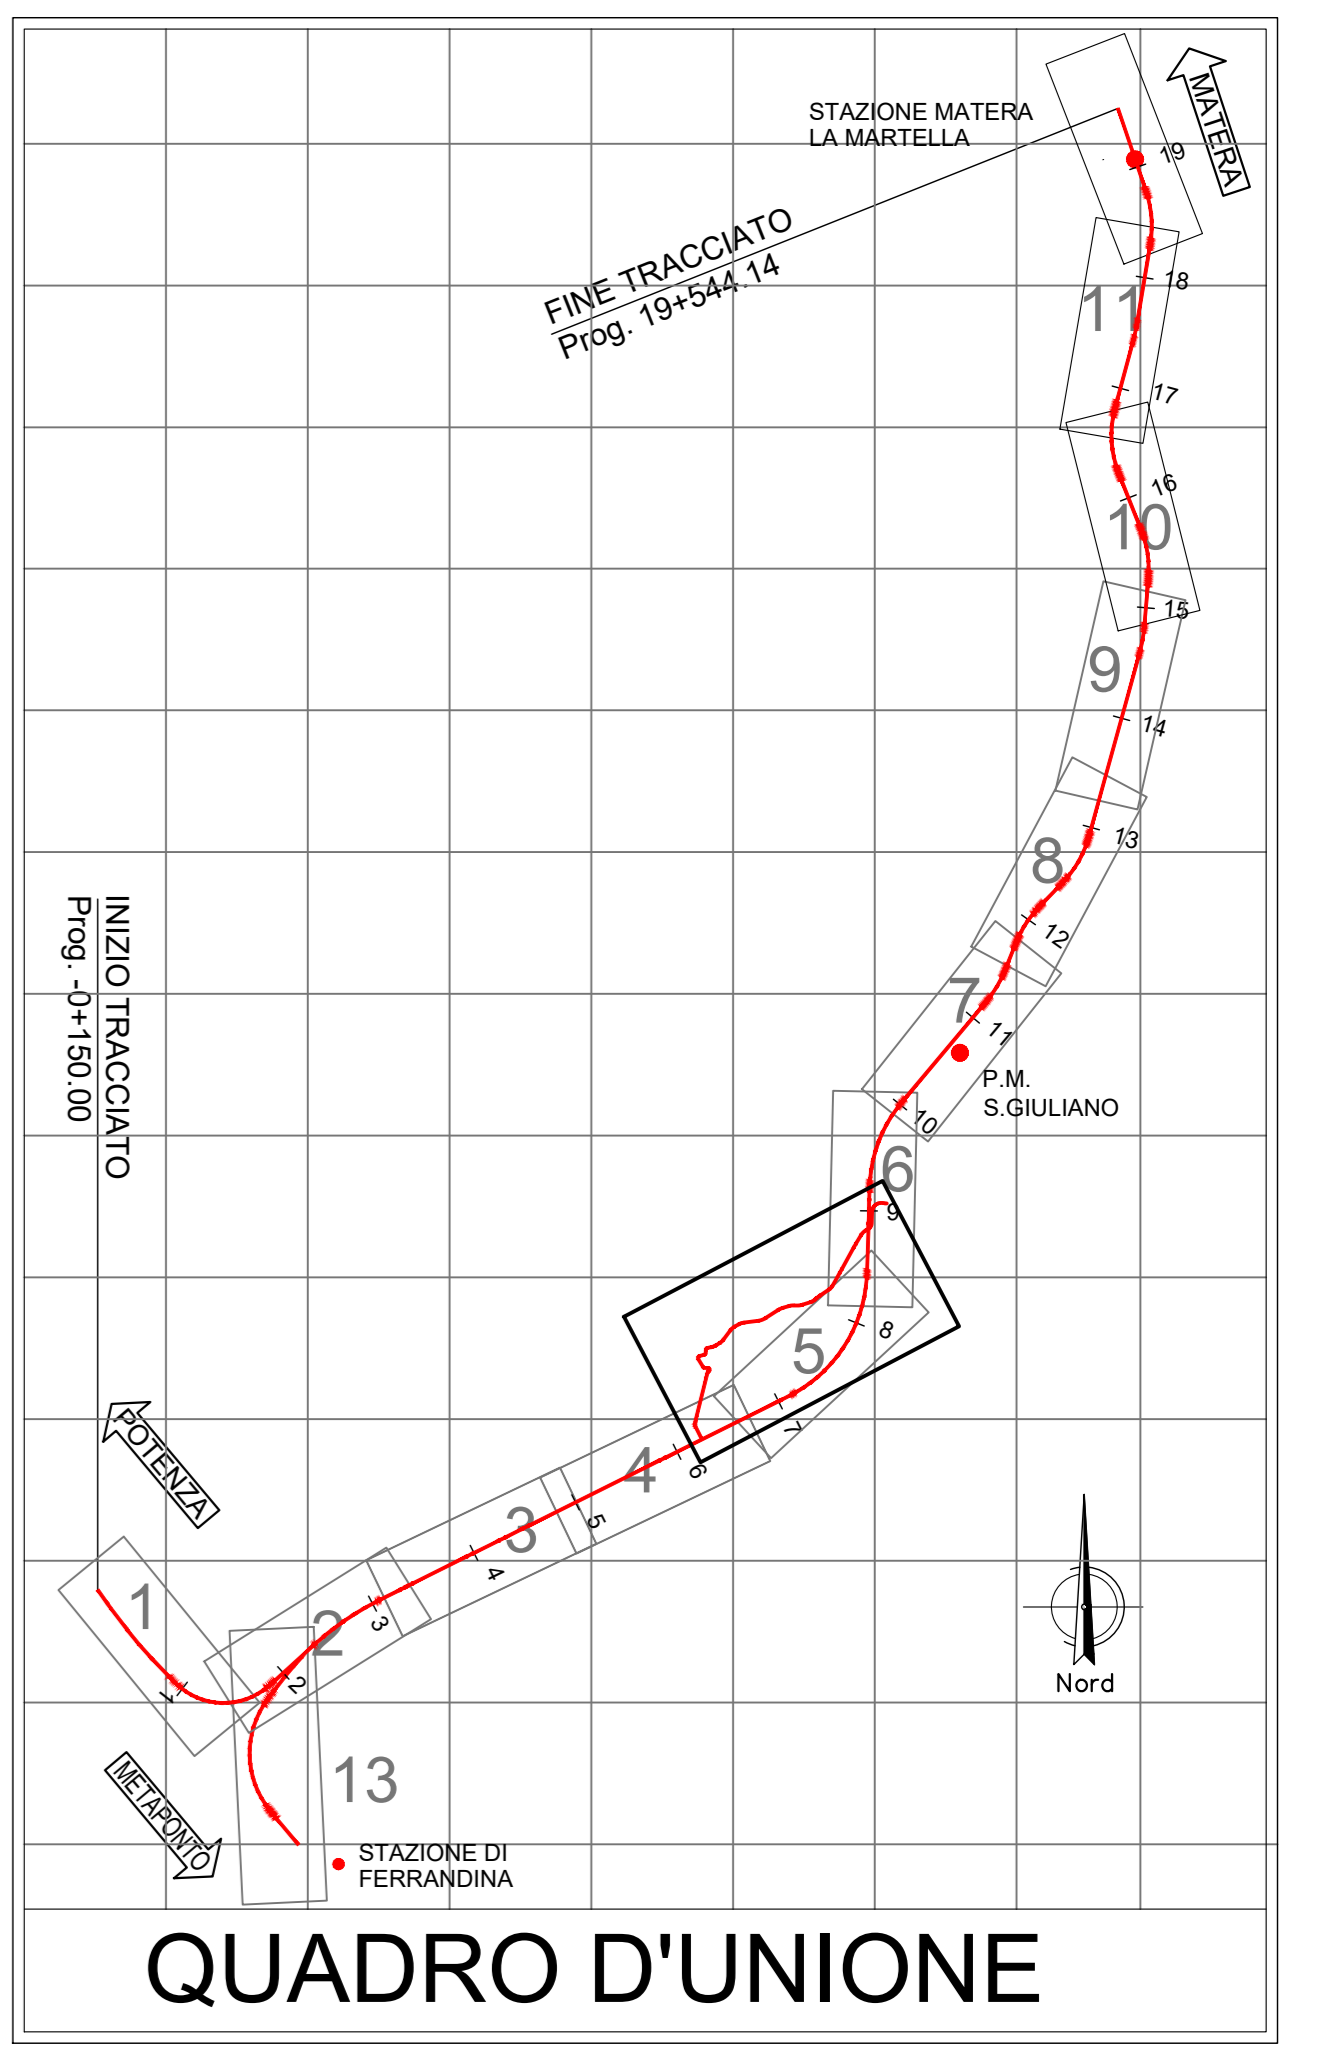 MATERA
STAZIONE MATERA
LA MARTELLA
19
FINE TRACCIATO
Prog. 19+544.14
18
11
17
16
10
15
9
14
13
8
12
INIZIO TRACCIATO
Prog. -0+150.00
7
11
P.M.
S.GIULIANO
10
6
9
8
5
7
POTENZA
4
6
3
5
4
1
2
3
2
1
Nord
13
METAPONTO
STAZIONE DI
FERRANDINA
QUADRO D'UNIONE